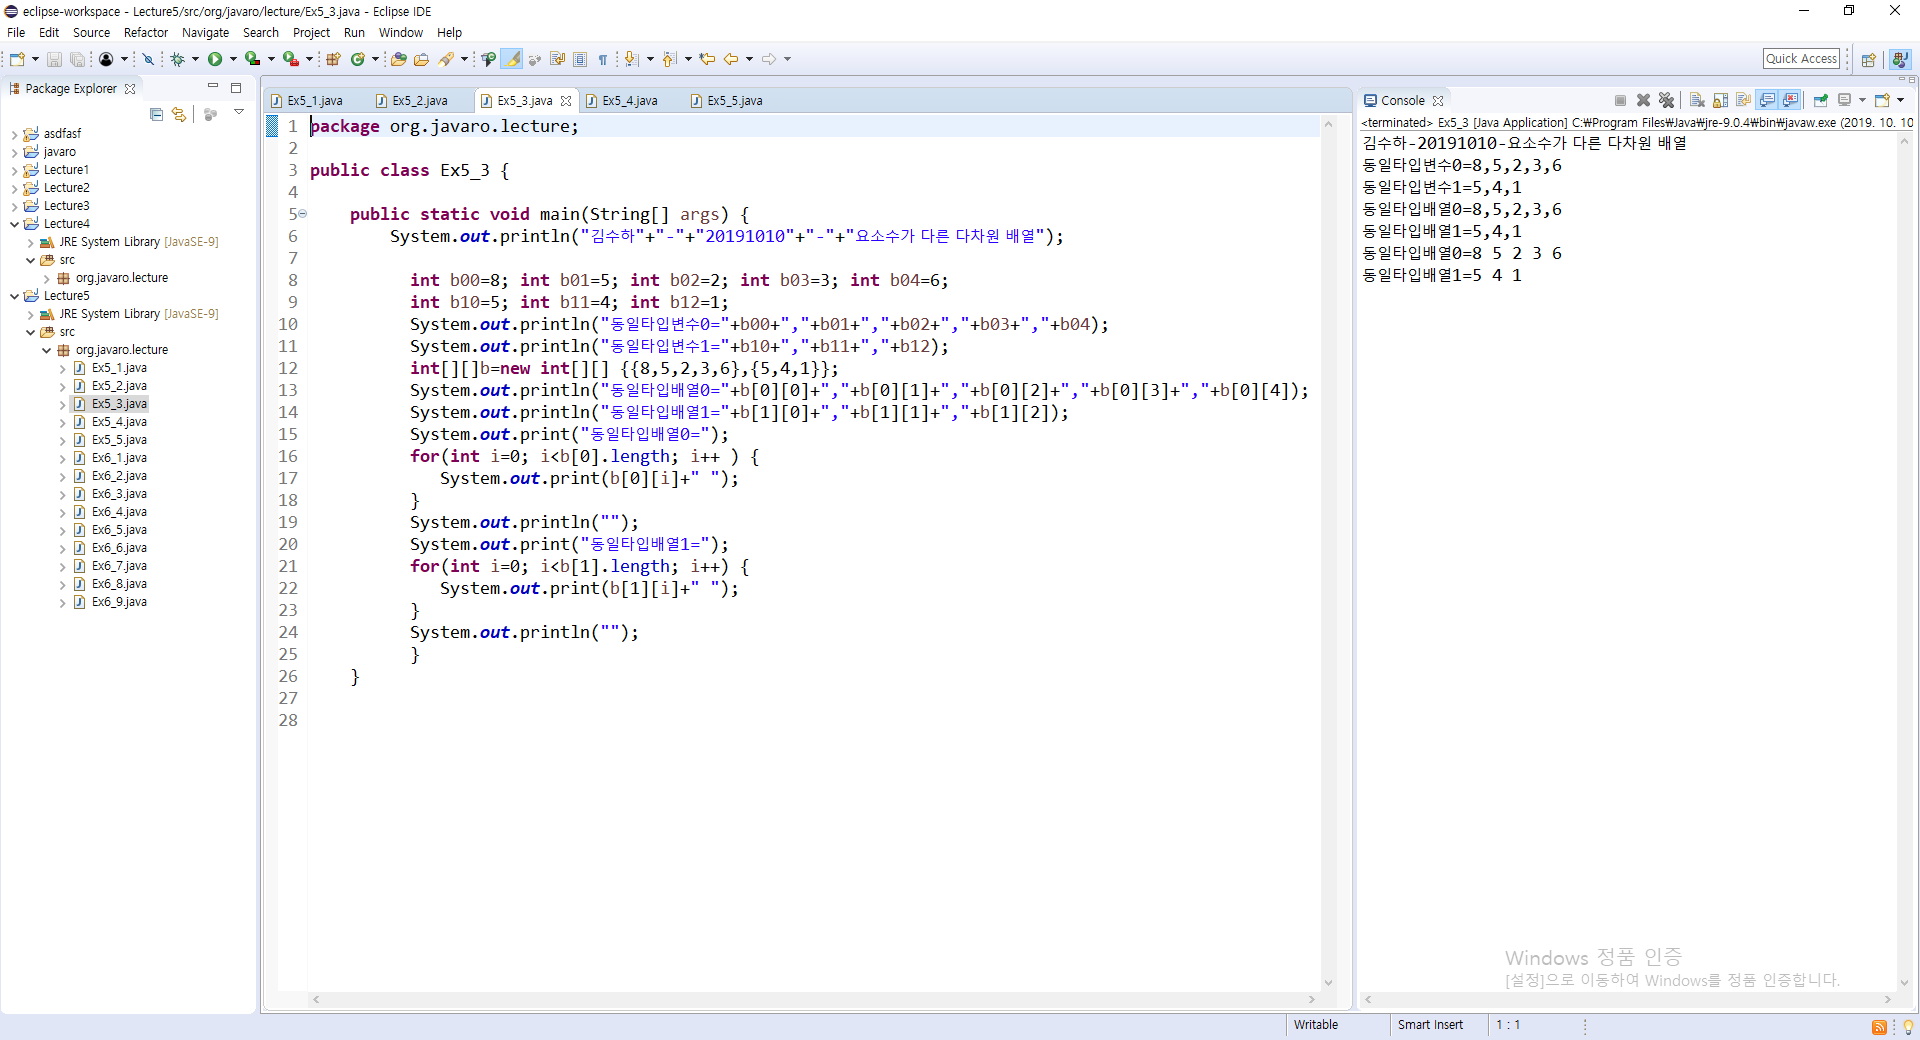 eclipse-workspace - Lecture5/src/org/javaro/lecture/Ex5_3.java - Eclipse IDE
File Edit Source Refactor Navigate Search Project Run Window Help
Quick Access
Package Explorer
asdfasf
javaro
Lecture1
Lecture2
Lecture3
Lecture4
JRE System Library [JavaSE-9]
src
org.javaro.lecture
Lecture5
JRE System Library [JavaSE-9]
src
org.javaro.lecture
Ex5_1.java
Ex5_2.java
Ex5_3.java
Ex5_4.java
Ex5_5.java
Ex6_1.java
Ex6_2.java
Ex6_3.java
Ex6_4.java
Ex6_5.java
Ex6_6.java
Ex6_7.java
Ex6_8.java
Ex6_9.java
Ex5_1.java Ex5_2.java Ex5_3.java Ex5_4.java Ex5_5.java
1 package org.javaro.lecture;
2
3 public class Ex5_3 {
4
5 public static void main(String[] args) {
6 System.out.println("김수하"+"-"+"20191010"+"-"+"요소수가 다른 다차원 배열");
7
8 int b00=8; int b01=5; int b02=2; int b03=3; int b04=6;
9 int b10=5; int b11=4; int b12=1;
10 System.out.println("동일타입변수0="+b00+","+b01+","+b02+","+b03+","+b04);
11 System.out.println("동일타입변수1="+b10+","+b11+","+b12);
12 int[][]b=new int[][] {{8,5,2,3,6},{5,4,1}};
13 System.out.println("동일타입배열0="+b[0][0]+","+b[0][1]+","+b[0][2]+","+b[0][3]+","+b[0][4]);
14 System.out.println("동일타입배열1="+b[1][0]+","+b[1][1]+","+b[1][2]);
15 System.out.print("동일타입배열0=");
16 for(int i=0; i<b[0].length; i++ ) {
17 System.out.print(b[0][i]+" ");
18 }
19 System.out.println("");
20 System.out.print("동일타입배열1=");
21 for(int i=0; i<b[1].length; i++) {
22 System.out.print(b[1][i]+" ");
23 }
24 System.out.println("");
25 }
26 }
27
28
Console
<terminated> Ex5_3 [Java Application] C:₩Program Files₩Java₩jre-9.0.4₩bin₩javaw.exe (2019. 10. 10
김수하-20191010-요소수가 다른 다차원 배열
동일타입변수0=8,5,2,3,6
동일타입변수1=5,4,1
동일타입배열0=8,5,2,3,6
동일타입배열1=5,4,1
동일타입배열0=8 5 2 3 6
동일타입배열1=5 4 1
Windows 정품 인증
[설정]으로 이동하여 Windows를 정품 인증합니다.
Writable Smart Insert 1 : 1